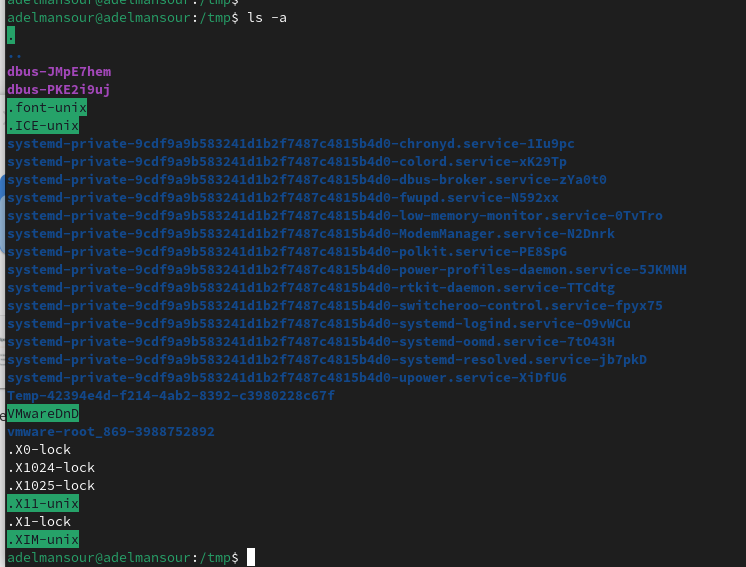 adelmansour@adelmansour:/tmp$
adelmansour@adelmansour:/tmp$ ls -a
.
..
dbus-JMpE7hem
dbus-PKE2i9uj
.font-unix
.ICE-unix
systemd-private-9cdf9a9b583241d1b2f7487c4815b4d0-chronyd.service-1Iu9pc
systemd-private-9cdf9a9b583241d1b2f7487c4815b4d0-colord.service-xK29Tp
systemd-private-9cdf9a9b583241d1b2f7487c4815b4d0-dbus-broker.service-zYa0t0
systemd-private-9cdf9a9b583241d1b2f7487c4815b4d0-fwupd.service-N592xx
systemd-private-9cdf9a9b583241d1b2f7487c4815b4d0-low-memory-monitor.service-0TvTro
systemd-private-9cdf9a9b583241d1b2f7487c4815b4d0-ModemManager.service-N2Dnrk
systemd-private-9cdf9a9b583241d1b2f7487c4815b4d0-polkit.service-PE8SpG
systemd-private-9cdf9a9b583241d1b2f7487c4815b4d0-power-profiles-daemon.service-5JKMNH
systemd-private-9cdf9a9b583241d1b2f7487c4815b4d0-rtkit-daemon.service-TTCdtg
systemd-private-9cdf9a9b583241d1b2f7487c4815b4d0-switcheroo-control.service-fpyx75
systemd-private-9cdf9a9b583241d1b2f7487c4815b4d0-systemd-logind.service-O9vWCu
systemd-private-9cdf9a9b583241d1b2f7487c4815b4d0-systemd-oomd.service-7tO43H
systemd-private-9cdf9a9b583241d1b2f7487c4815b4d0-systemd-resolved.service-jb7pkD
systemd-private-9cdf9a9b583241d1b2f7487c4815b4d0-upower.service-XiDfU6
Temp-42394e4d-f214-4ab2-8392-c3980228c67f
VMwareDnD
vmware-root_869-3988752892
.X0-lock
.X1024-lock
.X1025-lock
.X11-unix
.X1-lock
.XIM-unix
adelmansour@adelmansour:/tmp$